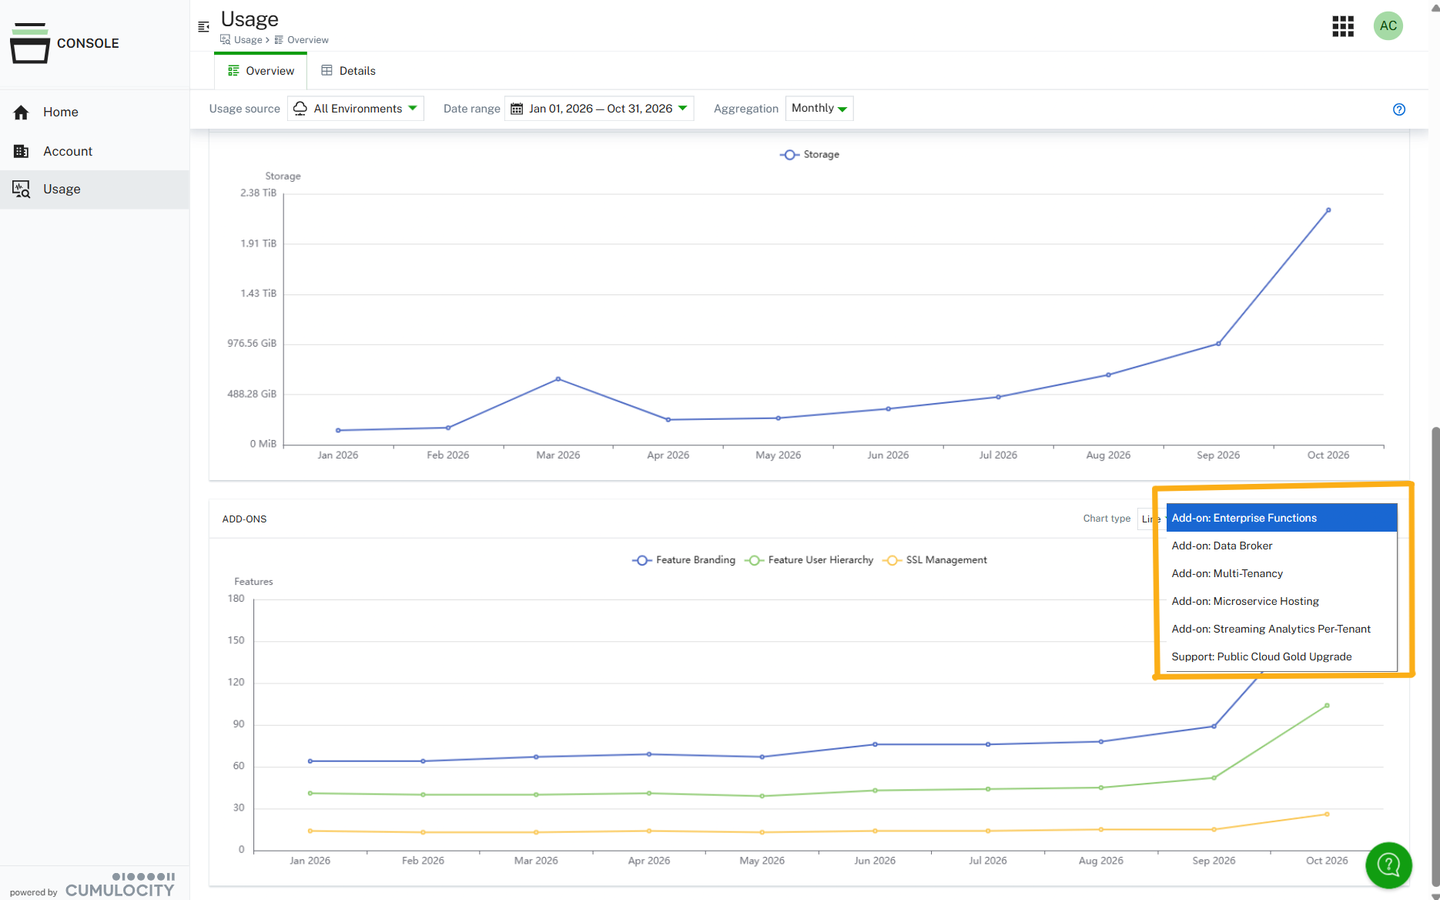 CONSOLE
Home
Account
Usage
powered by
CUMULOCITY
Usage
Usage > Overview
AC
Overview
Details
Usage source
All Environments
Date range
Jan 01, 2026 — Oct 31, 2026
Aggregation
Monthly
Storage
Storage
2.38 TiB
1.91 TiB
1.43 TiB
976.56 GiB
488.28 GiB
0 MiB
Jan 2026 Feb 2026 Mar 2026 Apr 2026 May 2026 Jun 2026 Jul 2026 Aug 2026 Sep 2026 Oct 2026
ADD-ONS
Chart type
Line
Add-on: Enterprise Functions
Add-on: Data Broker
Add-on: Multi-Tenancy
Add-on: Microservice Hosting
Add-on: Streaming Analytics Per-Tenant
Support: Public Cloud Gold Upgrade
Feature Branding Feature User Hierarchy SSL Management
Features
180
150
120
90
60
30
0
Jan 2026 Feb 2026 Mar 2026 Apr 2026 May 2026 Jun 2026 Jul 2026 Aug 2026 Sep 2026 Oct 2026